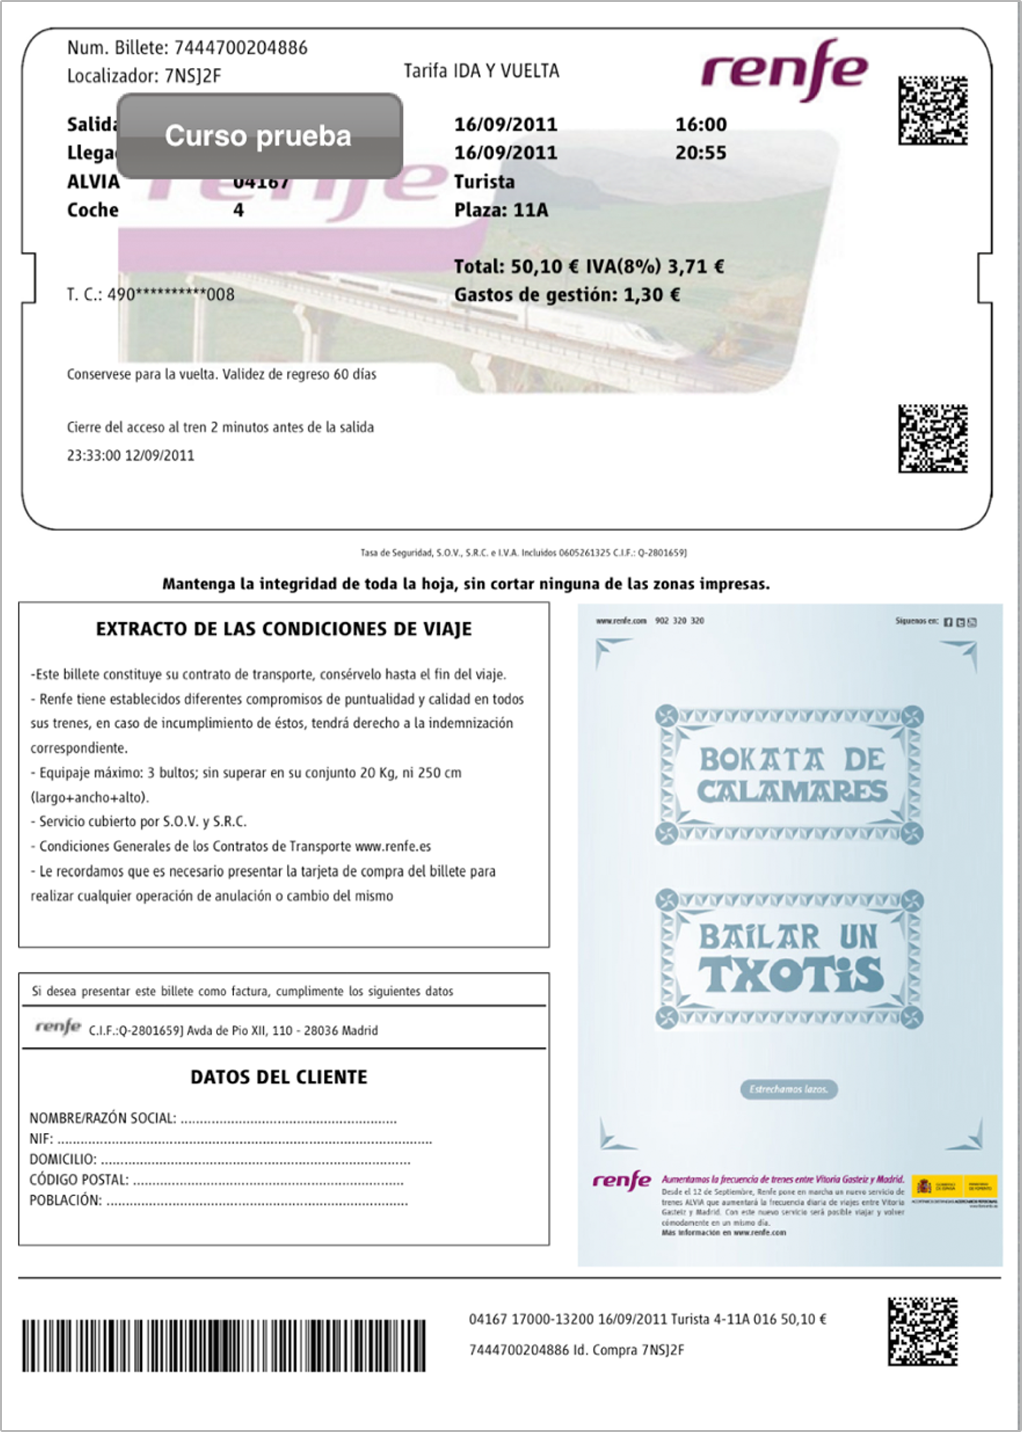 Num. Billete: 7444700204886
Localizador: 7NSJ2F
Tarifa IDA Y VUELTA
renfe
Curso prueba
16/09/2011 16:00
16/09/2011 20:55
ALVIA 04167 Turista
Coche 4 Plaza: 11A
renfe
Total: 50,10 € IVA(8%) 3,71 €
T. C.: 490**********008 Gastos de gestión: 1,30 €
Conservese para la vuelta. Validez de regreso 60 días
Cierre del acceso al tren 2 minutos antes de la salida
23:33:00 12/09/2011
Tasa de Seguridad, S.O.V., S.R.C. e I.V.A. Incluidos 0605261325 C.I.F.: Q-2801659J
Mantenga la integridad de toda la hoja, sin cortar ninguna de las zonas impresas.
EXTRACTO DE LAS CONDICIONES DE VIAJE
-Este billete constituye su contrato de transporte, consérvelo hasta el fin del viaje.
- Renfe tiene establecidos diferentes compromisos de puntualidad y calidad en todos
sus trenes, en caso de incumplimiento de éstos, tendrá derecho a la indemnización
correspondiente.
- Equipaje máximo: 3 bultos; sin superar en su conjunto 20 Kg, ni 250 cm
(largo+ancho+alto).
- Servicio cubierto por S.O.V. y S.R.C.
- Condiciones Generales de los Contratos de Transporte www.renfe.es
- Le recordamos que es necesario presentar la tarjeta de compra del billete para
realizar cualquier operación de anulación o cambio del mismo
Si desea presentar este billete como factura, cumplimente los siguientes datos
renfe C.I.F.:Q-2801659J Avda de Pio XII, 110 - 28036 Madrid
DATOS DEL CLIENTE
NOMBRE/RAZÓN SOCIAL: ........................................................
NIF: ..................................................................................................
DOMICILIO: .................................................................................
CÓDIGO POSTAL: .......................................................................
POBLACIÓN: ...............................................................................
www.renfe.com 902 320 320 Síguenos en:
BOKATA DE
CALAMARES
BAILAR UN
TXOTIS
Estrechamos lazos.
renfe
Aumentamos la frecuencia de trenes entre Vitoria Gasteiz y Madrid.
Desde el 12 de Septiembre, Renfe pone en marcha un nuevo servicio de
trenes ALVIA que aumentará la frecuencia diaria de viajes entre Vitoria
Gasteiz y Madrid. Con este nuevo servicio será posible viajar y volver
cómodamente en un mismo día.
Más información en www.renfe.com
04167 17000-13200 16/09/2011 Turista 4-11A 016 50,10 €
7444700204886 Id. Compra 7NSJ2F